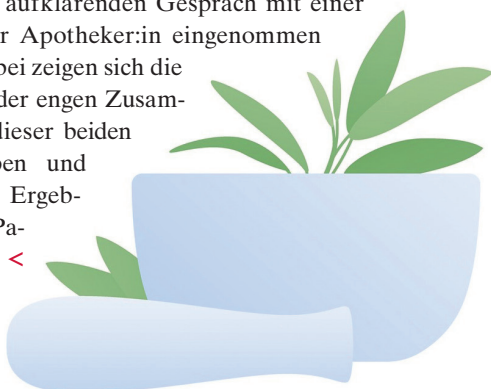 aufklärenden Gespräch mit einer
r Apotheker:in eingenommen
bei zeigen sich die
der engen Zusam-
dieser beiden
ben und
Ergeb-
Pa-
<